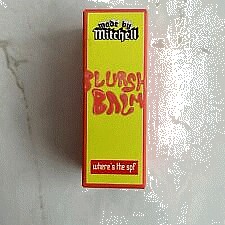 made by
Mitchell
BLURSH
BALM
where's the spf